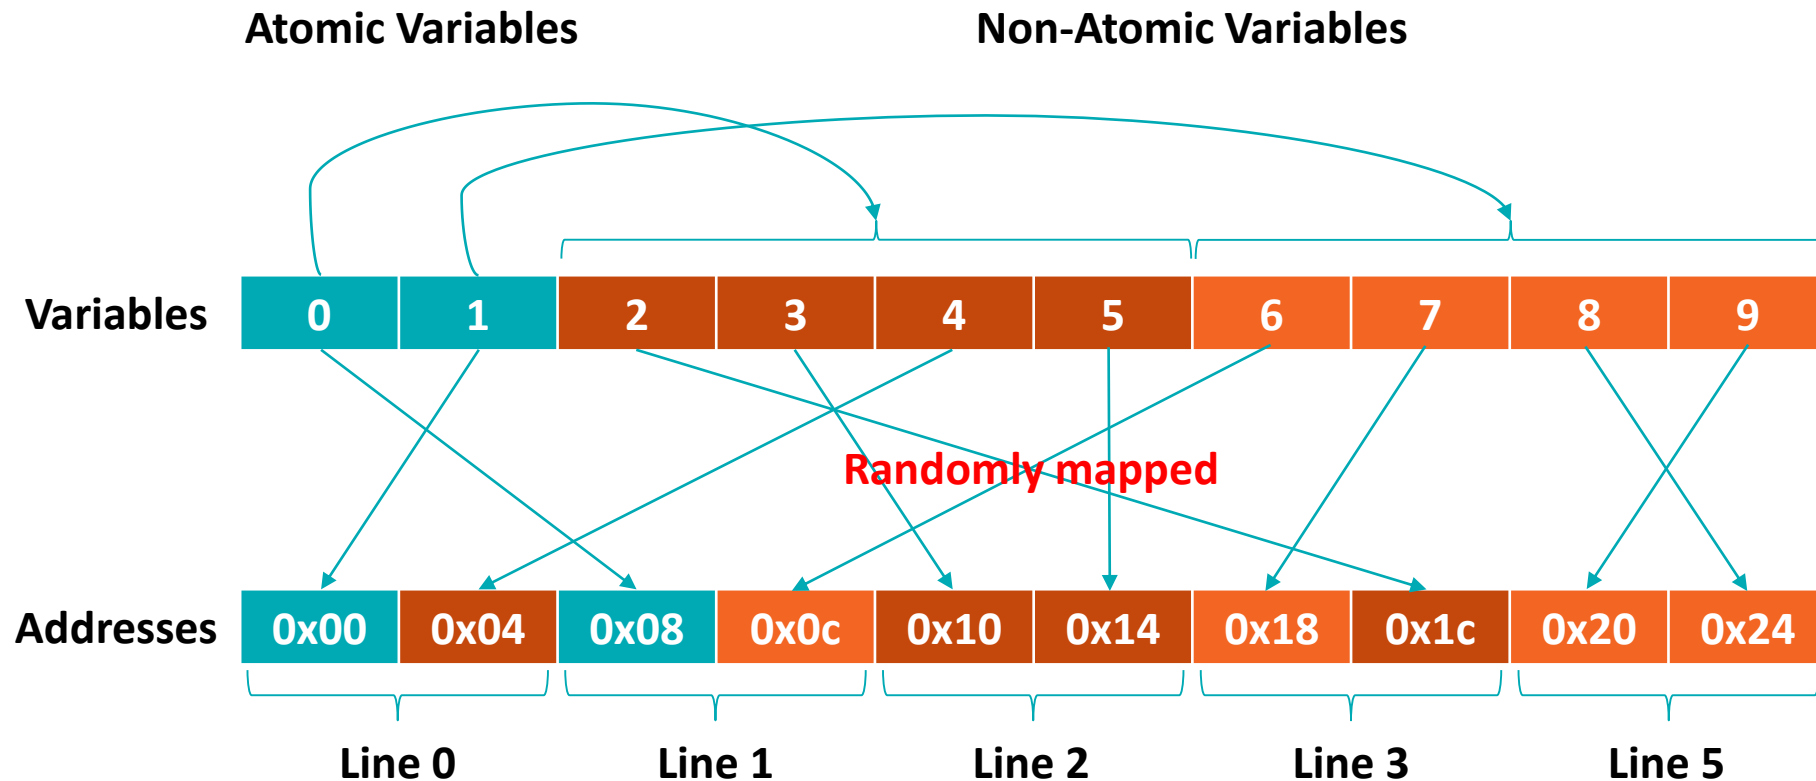 Atomic Variables Non-Atomic Variables
Variables 0 1 2 3 4 5 6 7 8 9
Randomly mapped
Addresses 0x00 0x04 0x08 0x0c 0x10 0x14 0x18 0x1c 0x20 0x24
Line 0 Line 1 Line 2 Line 3 Line 5